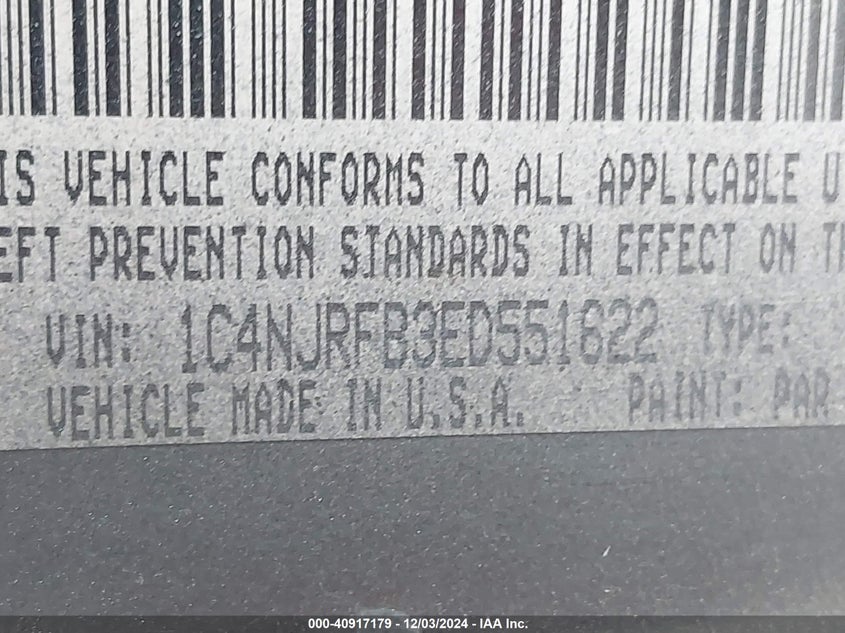 IS VEHICLE CONFORMS TO ALL APPLICABLE U
EFT PREVENTION STANDARDS IN EFFECT ON TH
VIN: 1C4NJRFB3ED551622 TYPE:
VEHICLE MADE IN U.S.A. PAINT: PAR
000-40917179 - 12/03/2024 - IAA Inc.